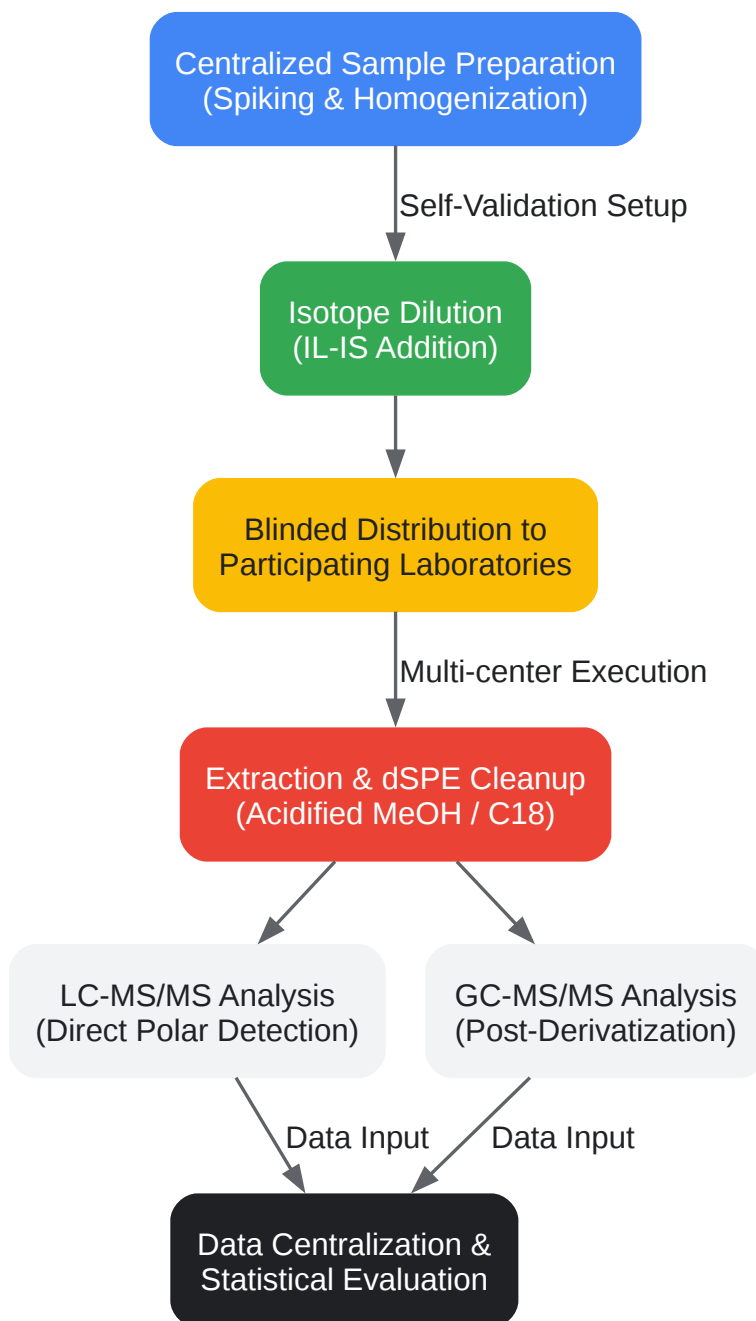 Centralized Sample Preparation
(Spiking & Homogenization)
Self-Validation Setup
Isotope Dilution
(IL-IS Addition)
Blinded Distribution to
Participating Laboratories
Multi-center Execution
Extraction & dSPE Cleanup
(Acidified MeOH / C18)
LC-MS/MS Analysis
(Direct Polar Detection)
GC-MS/MS Analysis
(Post-Derivatization)
Data Input
Data Input
Data Centralization &
Statistical Evaluation